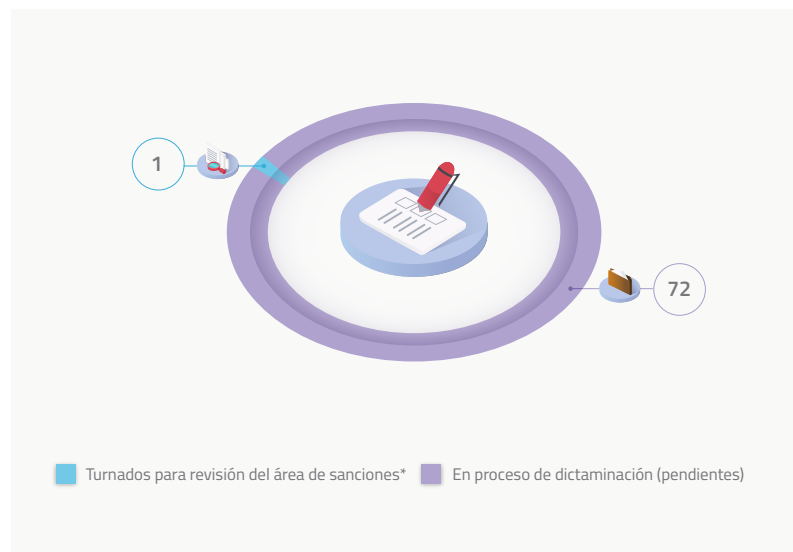 1
72
Turnados para revisión del área de sanciones*
En proceso de dictaminación (pendientes)